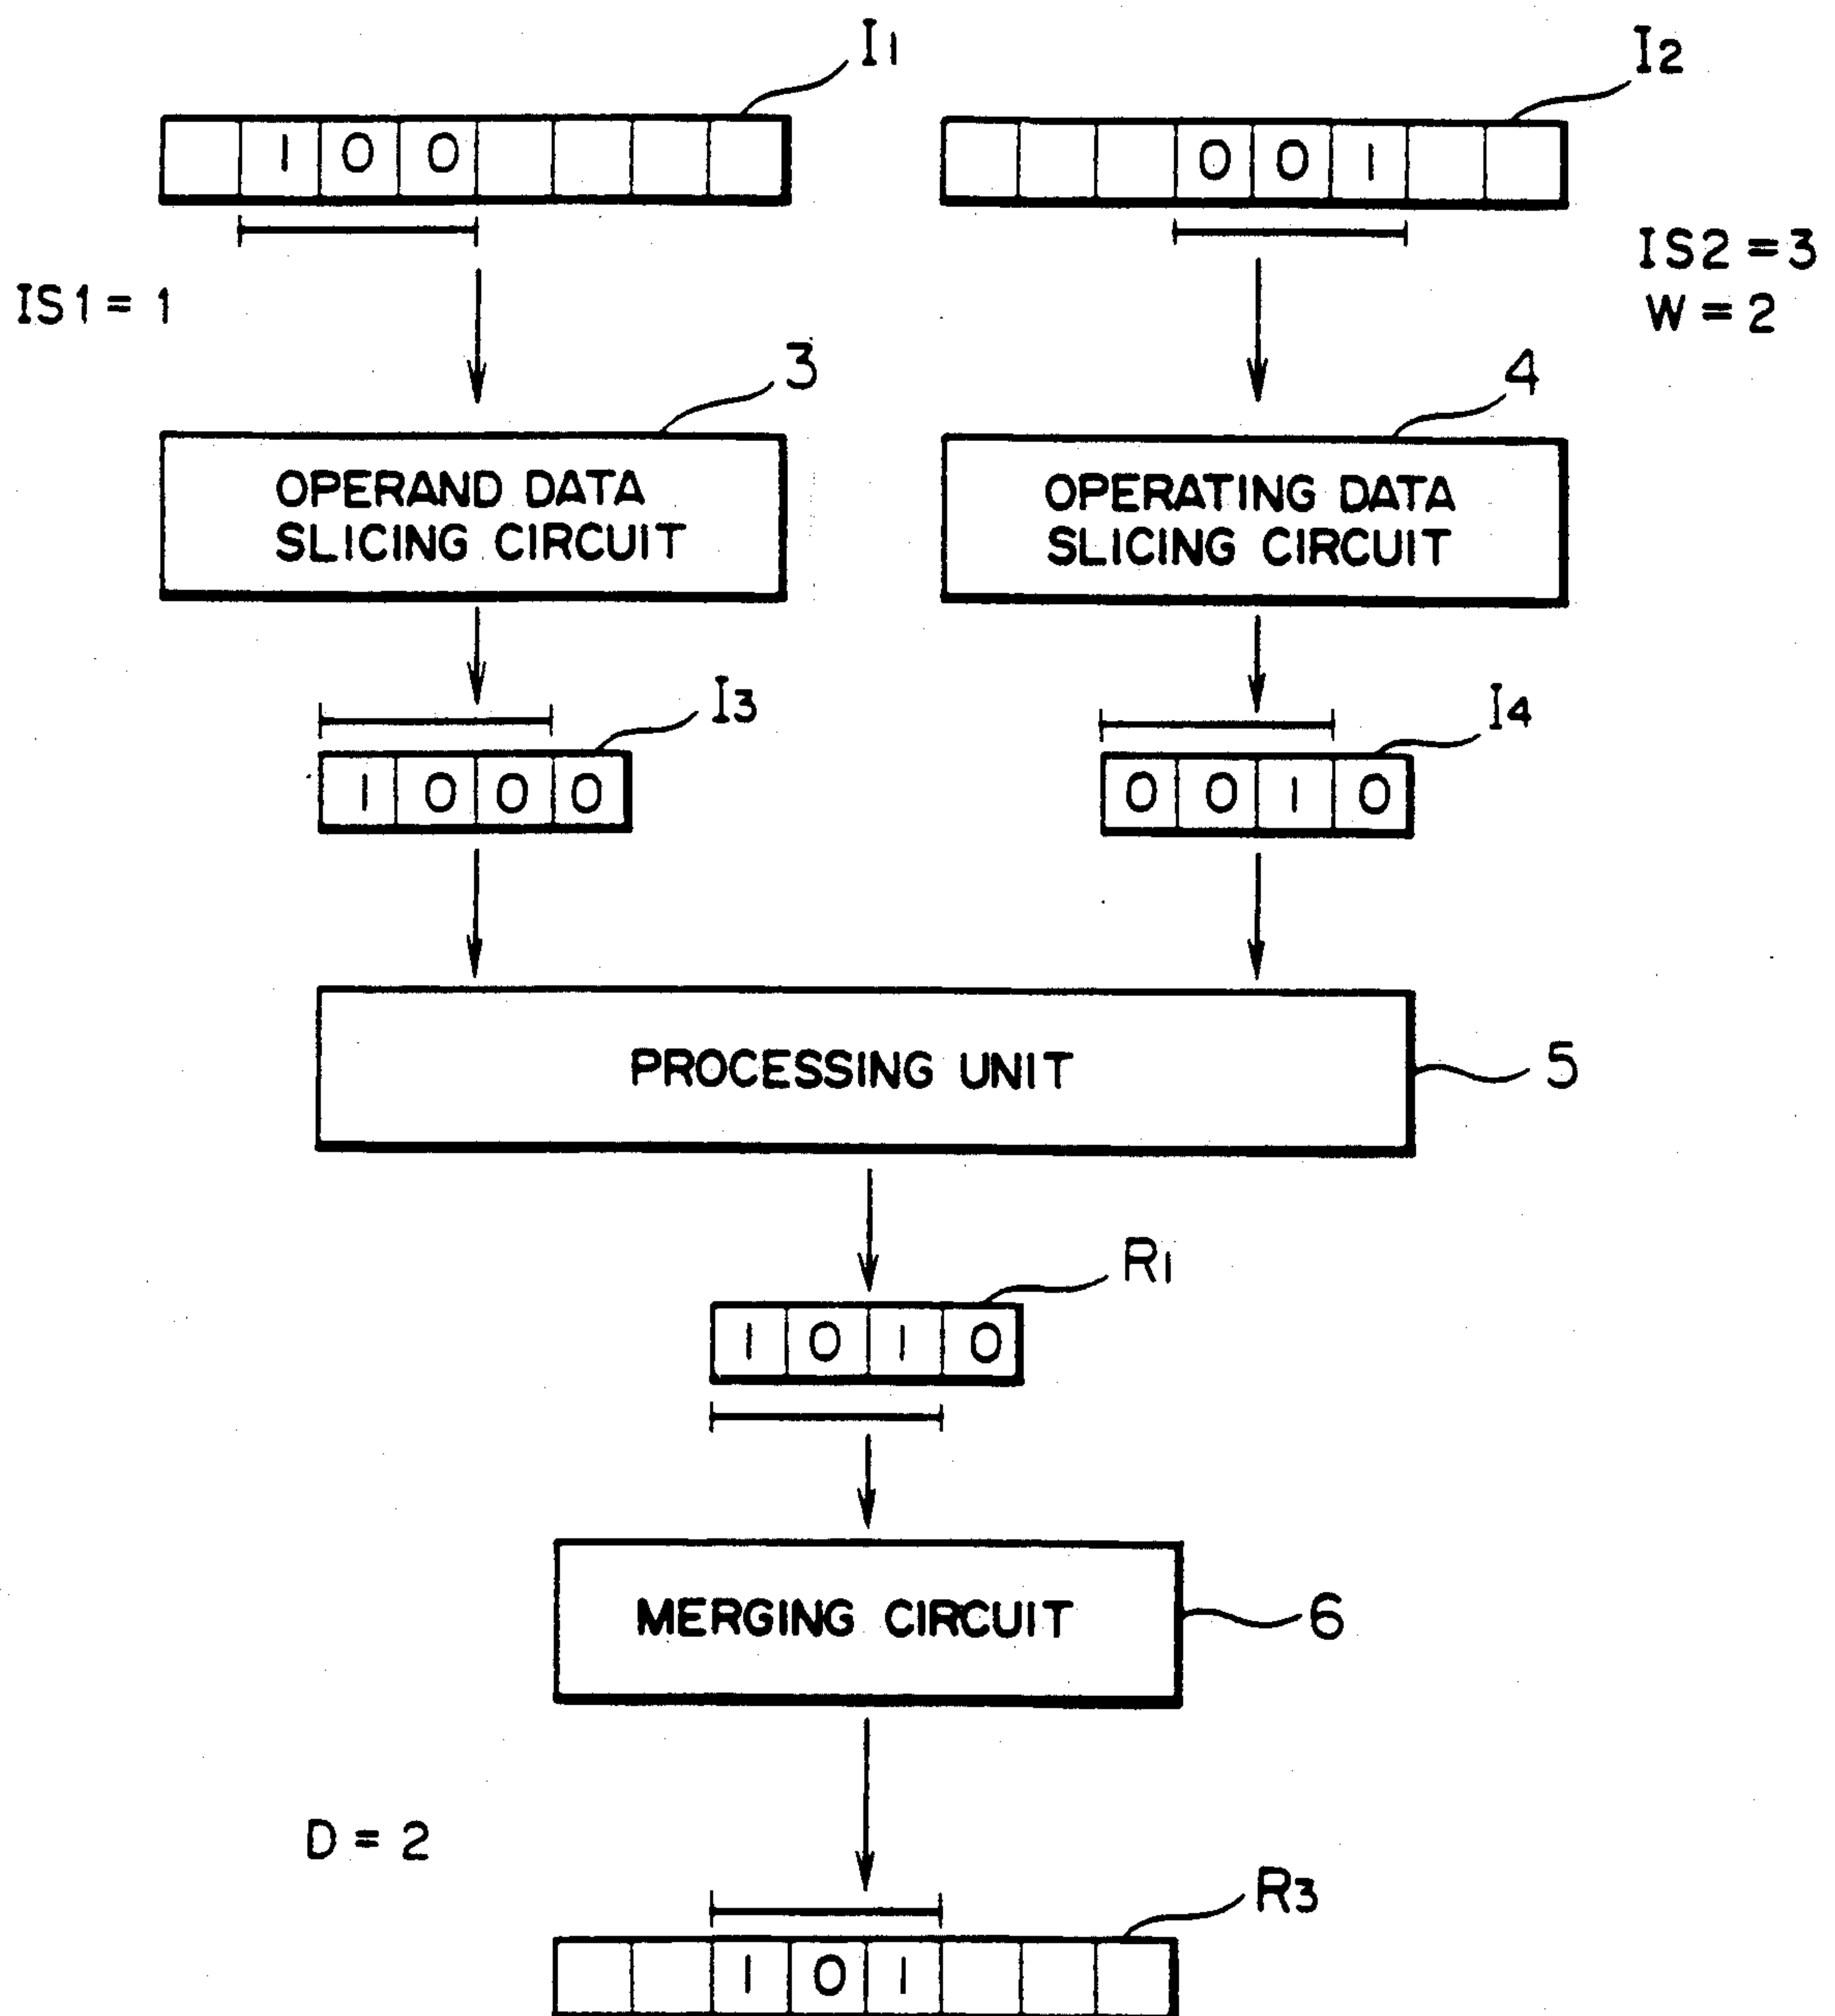 I1
I2
1 0 0
0 0 1
IS1 = 1
IS2 = 3
W = 2
3
4
OPERAND DATA
SLICING CIRCUIT
OPERATING DATA
SLICING CIRCUIT
I3
I4
1 0 0 0
0 0 1 0
PROCESSING UNIT
5
R1
1 0 1 0
MERGING CIRCUIT
6
D = 2
R3
1 0 1